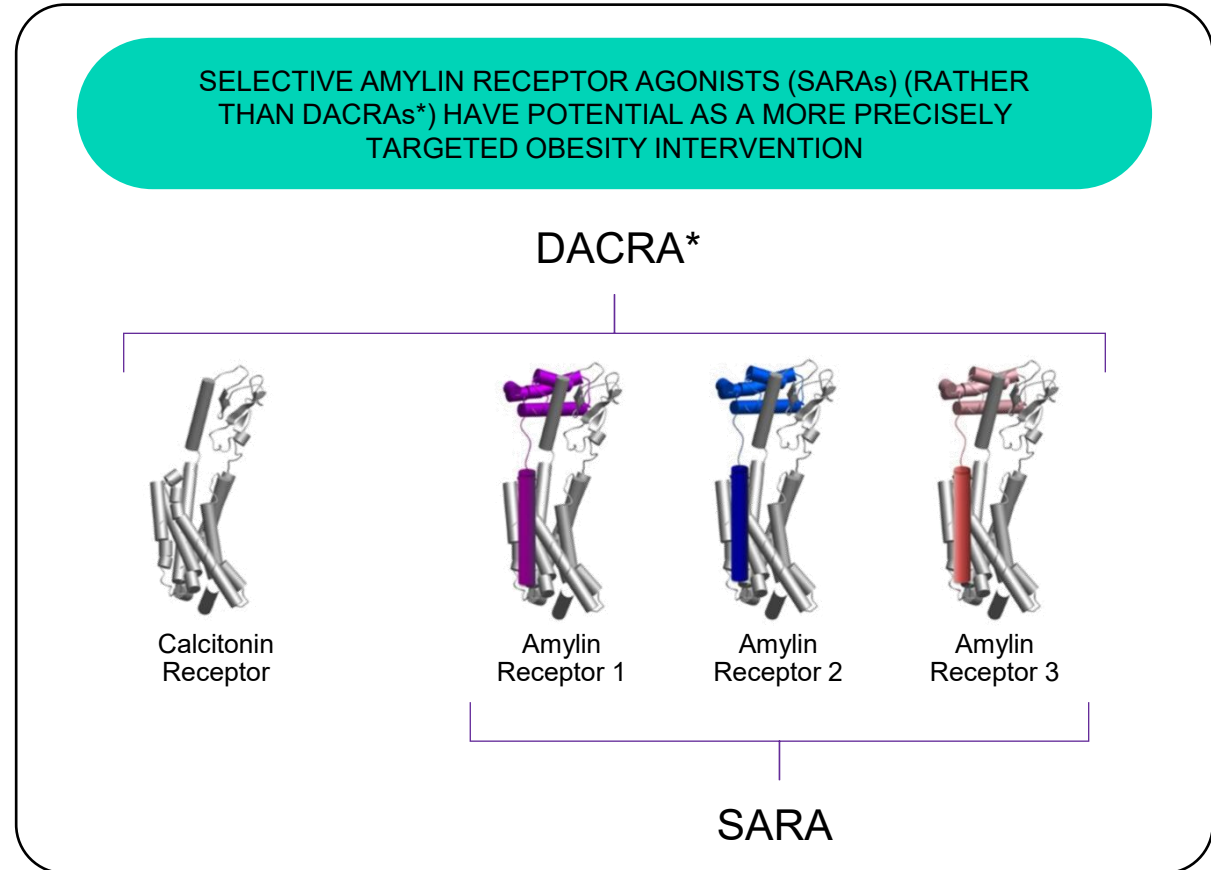 SELECTIVE AMYLIN RECEPTOR AGONISTS (SARAs) (RATHER
THAN DACRAs*) HAVE POTENTIAL AS A MORE PRECISELY
TARGETED OBESITY INTERVENTION
DACRA*
Calcitonin
Receptor
Amylin
Receptor 1
Amylin
Receptor 2
Amylin
Receptor 3
SARA